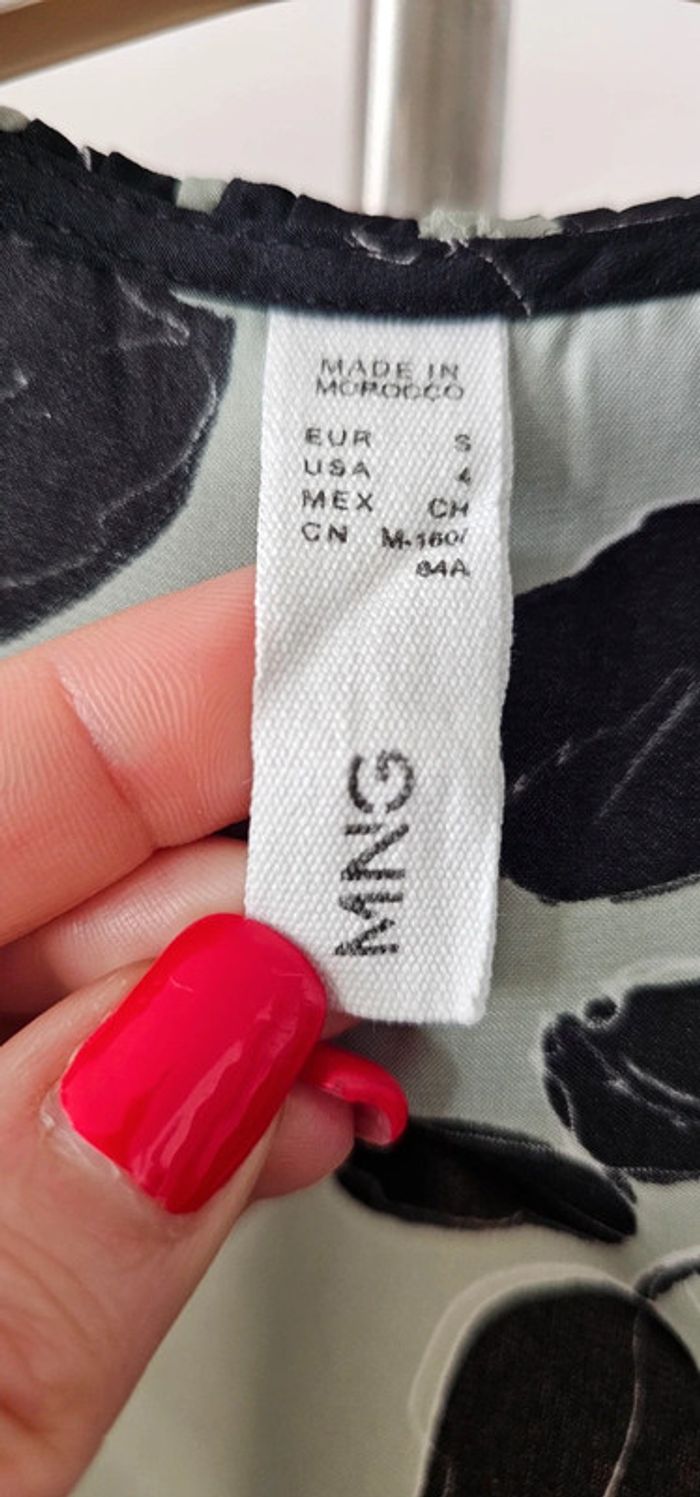 MADE IN
MOROCCO
EUR S
USA 4
MEX CH
CN M-160/
84A
MNG